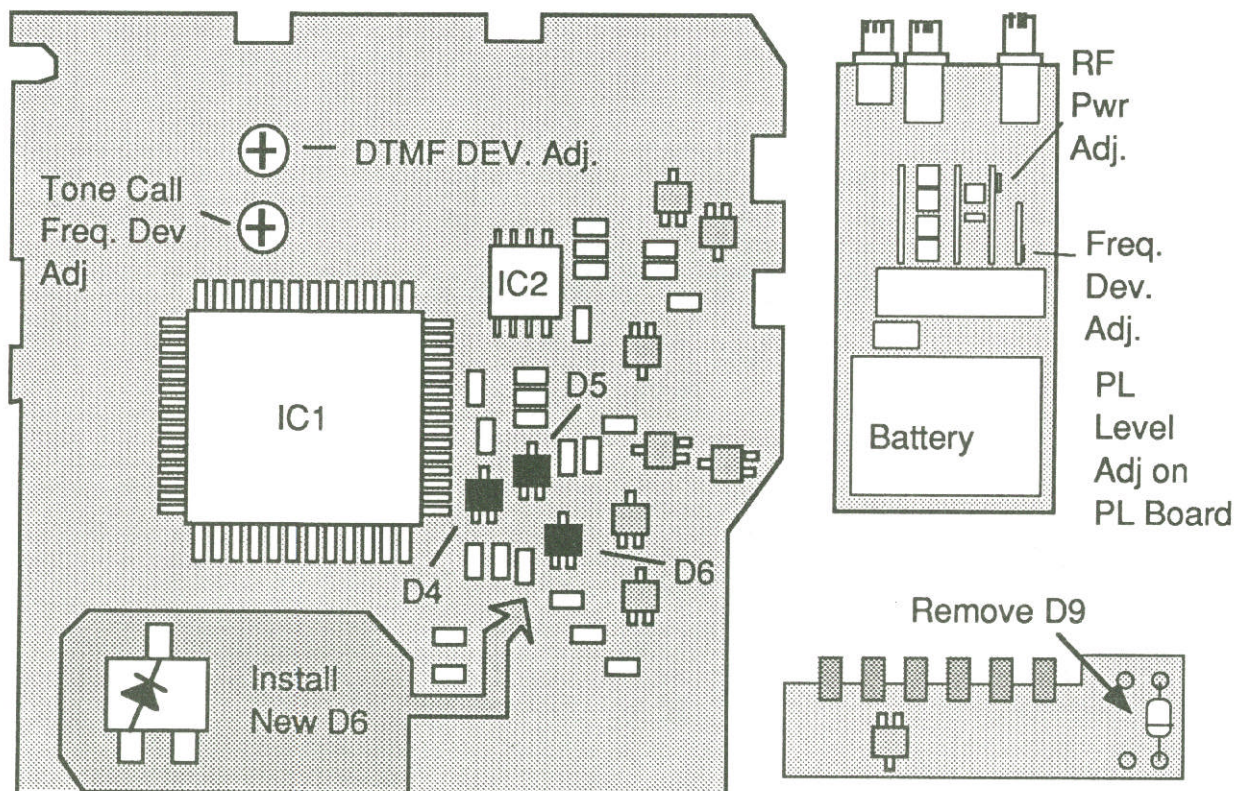 DTMF DEV. Adj.
Tone Call
Freq. Dev
Adj
IC2
IC1
D5
D4
D6
Install
New D6
RF
Pwr
Adj.
Freq.
Dev.
Adj.
Battery
PL
Level
Adj on
PL Board
Remove D9